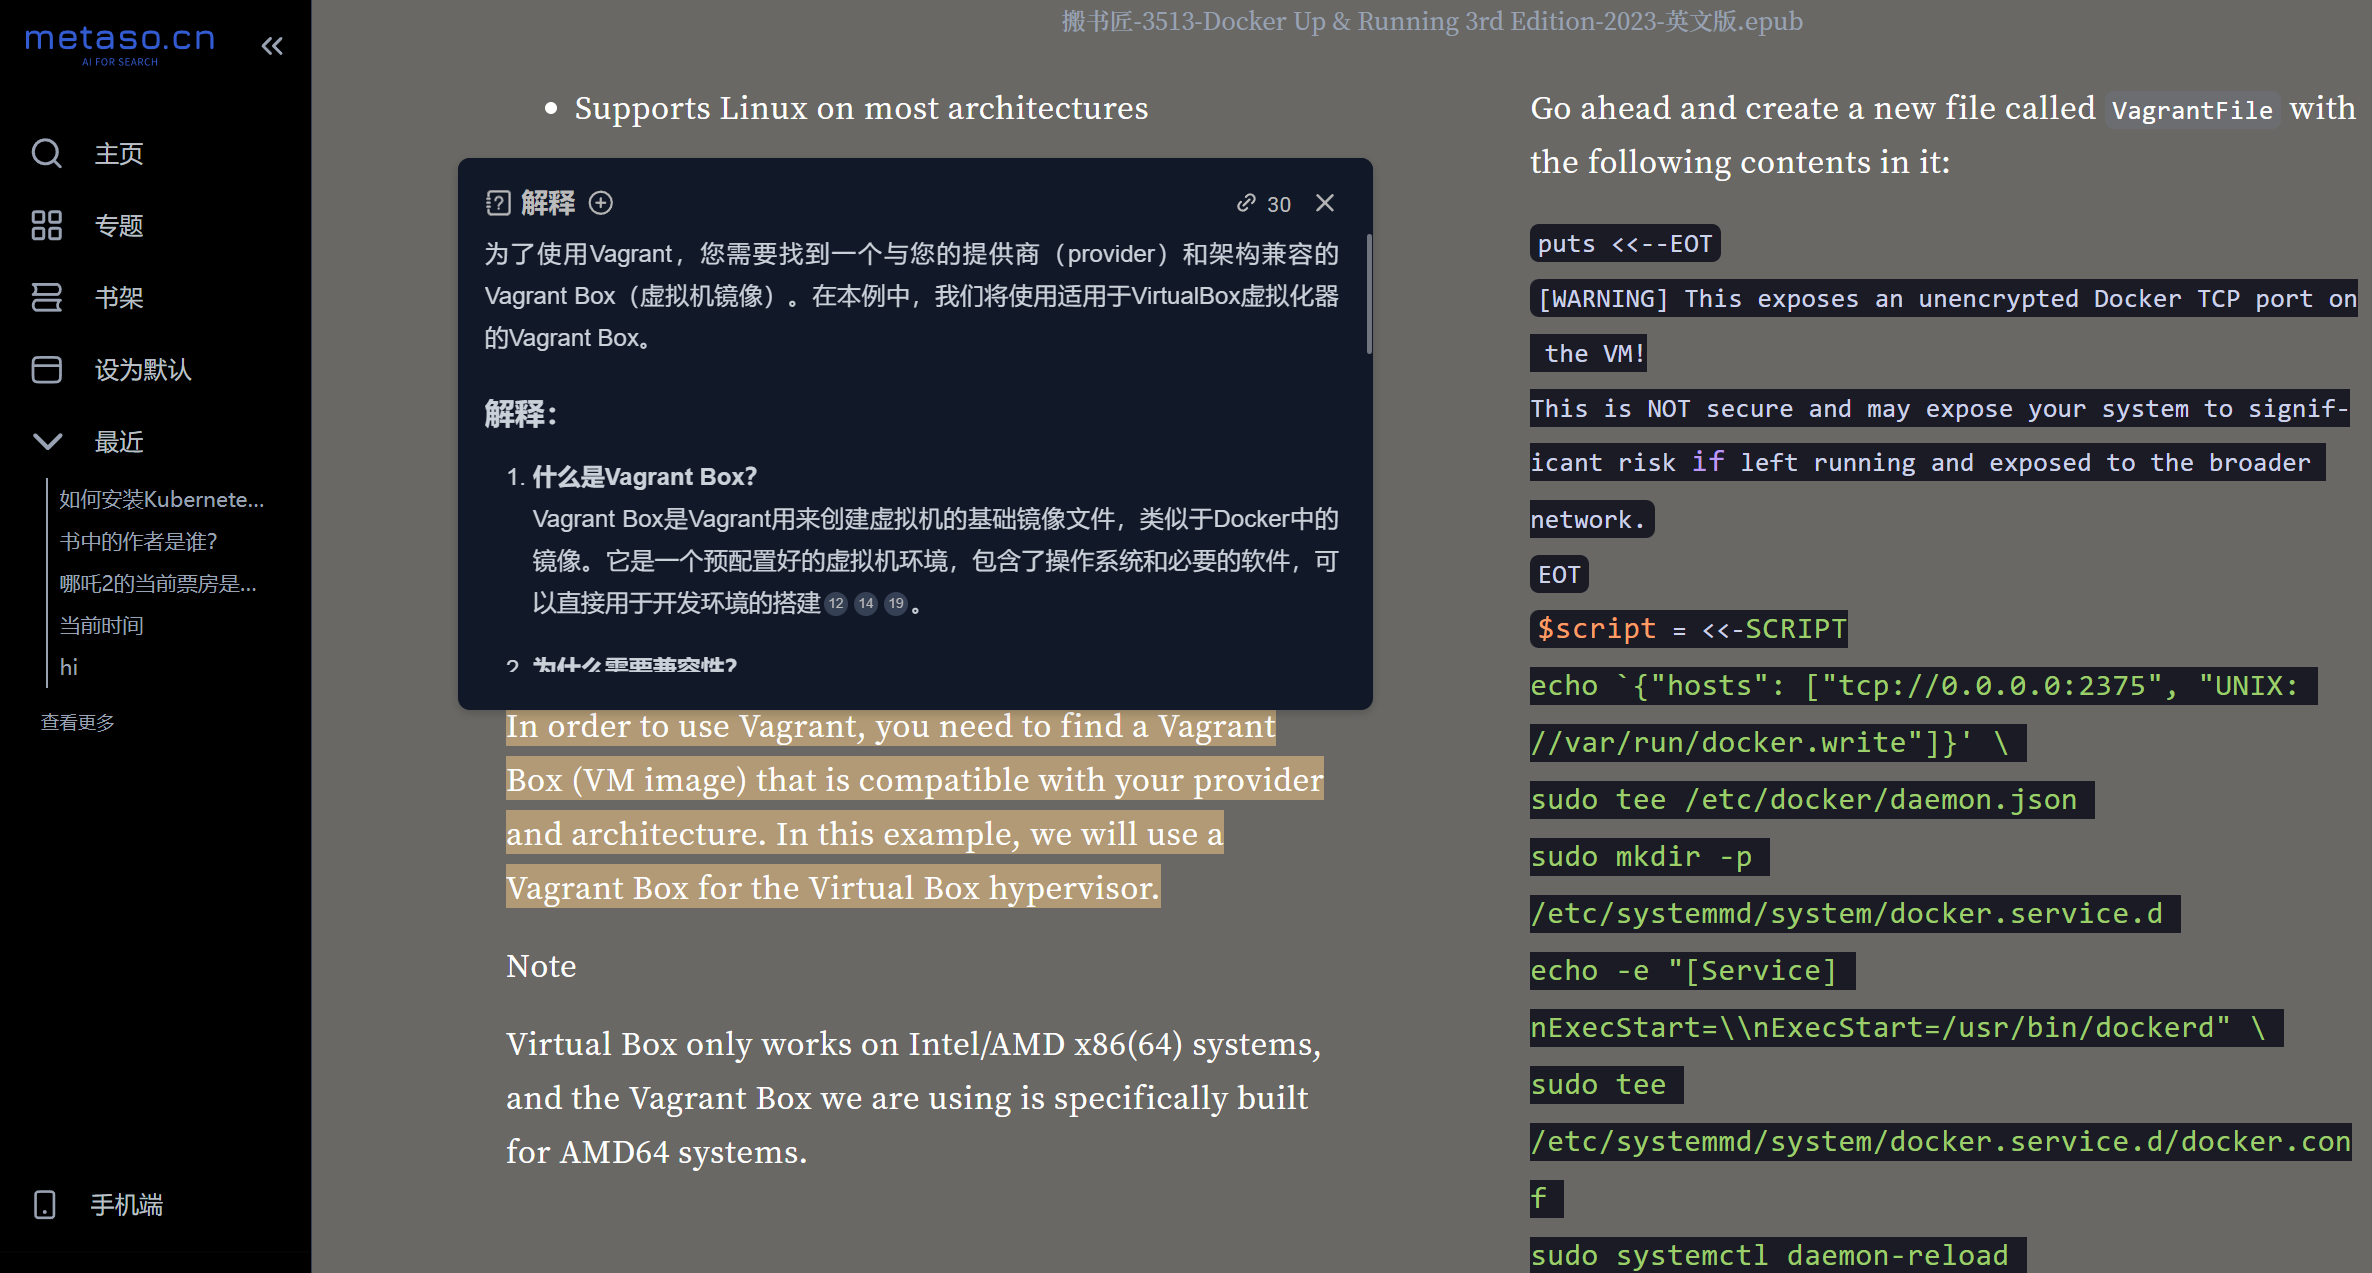 metaso.cn
AI FOR SEARCH
主页
专题
书架
设为默认
最近
如何安装Kubernete...
书中的作者是谁？
哪吒2的当前票房是...
当前时间
hi
查看更多
手机端
搬书匠-3513-Docker Up & Running 3rd Edition-2023-英文版.epub
Supports Linux on most architectures
解释
30
为了使用Vagrant，您需要找到一个与您的提供商（provider）和架构兼容的
Vagrant Box（虚拟机镜像）。在本例中，我们将使用适用于VirtualBox虚拟化器
的Vagrant Box。
解释：
1. 什么是Vagrant Box？
Vagrant Box是Vagrant用来创建虚拟机的基础镜像文件，类似于Docker中的
镜像。它是一个预配置好的虚拟机环境，包含了操作系统和必要的软件，可
以直接用于开发环境的搭建 12 14 19 。
2. 为什么需要兼容性？
In order to use Vagrant, you need to find a Vagrant
Box (VM image) that is compatible with your provider
and architecture. In this example, we will use a
Vagrant Box for the Virtual Box hypervisor.
Note
Virtual Box only works on Intel/AMD x86(64) systems,
and the Vagrant Box we are using is specifically built
for AMD64 systems.
Go ahead and create a new file called VagrantFile with
the following contents in it:
puts <<--EOT
[WARNING] This exposes an unencrypted Docker TCP port on
the VM!
This is NOT secure and may expose your system to signif-
icant risk if left running and exposed to the broader
network.
EOT
$script = <<-SCRIPT
echo `{"hosts": ["tcp://0.0.0.0:2375", "UNIX:
//var/run/docker.write"]}' \
sudo tee /etc/docker/daemon.json
sudo mkdir -p
/etc/systemmd/system/docker.service.d
echo -e "[Service]
nExecStart=\\nExecStart=/usr/bin/dockerd" \
sudo tee
/etc/systemmd/system/docker.service.d/docker.con
f
sudo systemctl daemon-reload